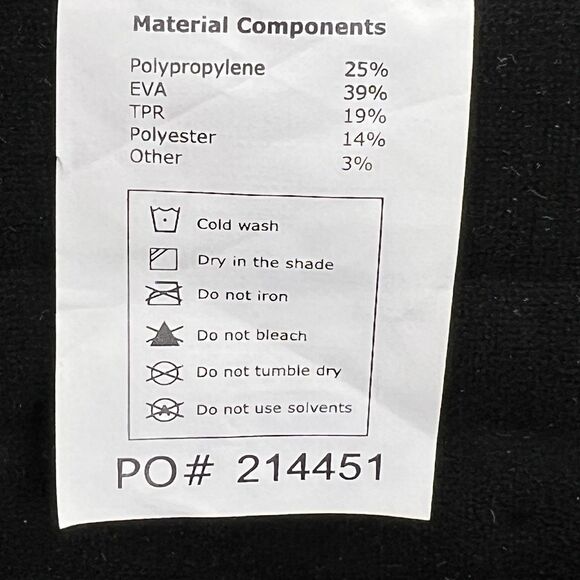 Material Components
Polypropylene 25%
EVA 39%
TPR 19%
Polyester 14%
Other 3%
Cold wash
Dry in the shade
Do not iron
Do not bleach
Do not tumble dry
A Do not use solvents
PO# 214451